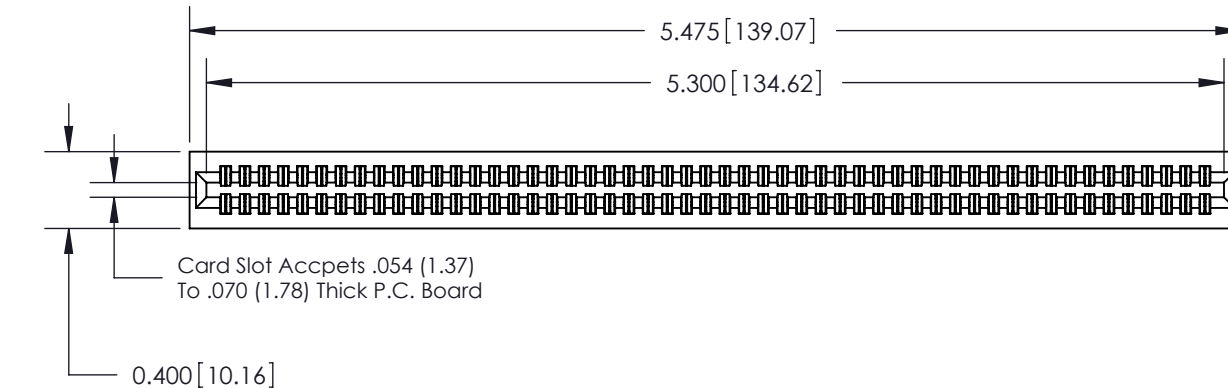 5.475[139.07]
5.300[134.62]
Card Slot Accpets .054 (1.37)
To .070 (1.78) Thick P.C. Board
0.400[10.16]